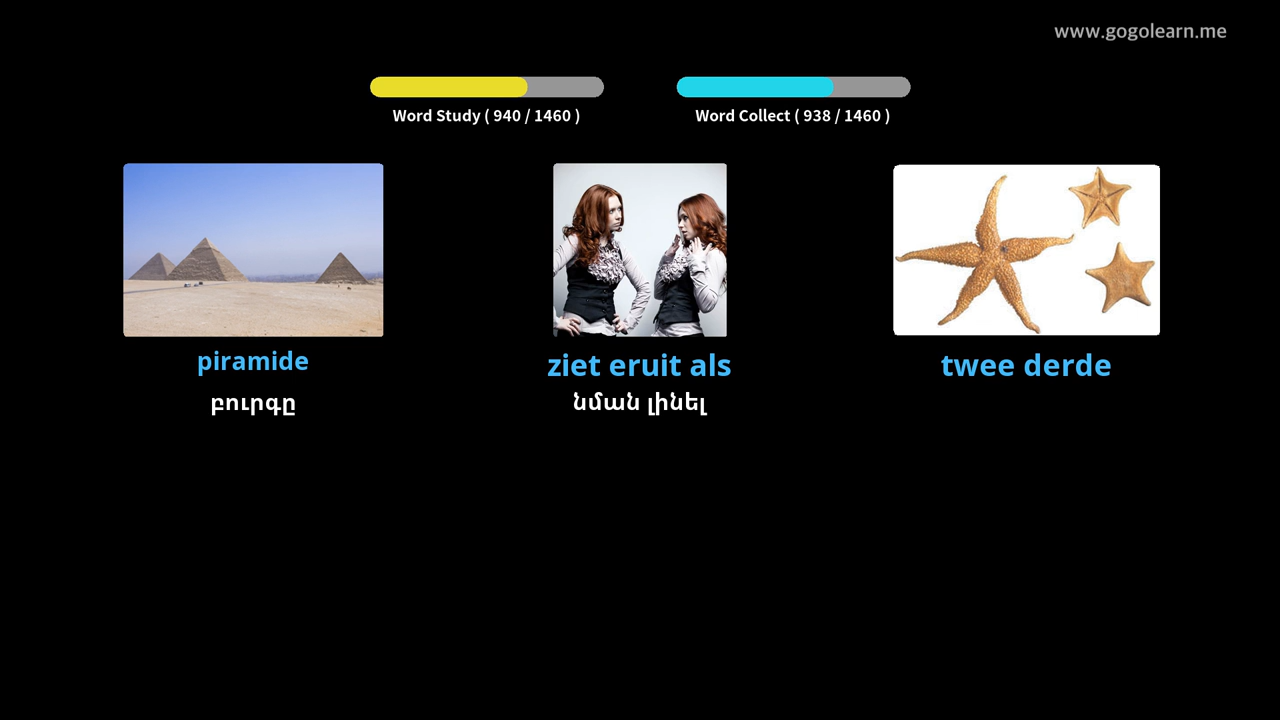 www.gogolearn.me
Word Study ( 940 / 1460 )
Word Collect ( 938 / 1460 )
piramide
ziet eruit als
twee derde
բուրգը
նման լինել